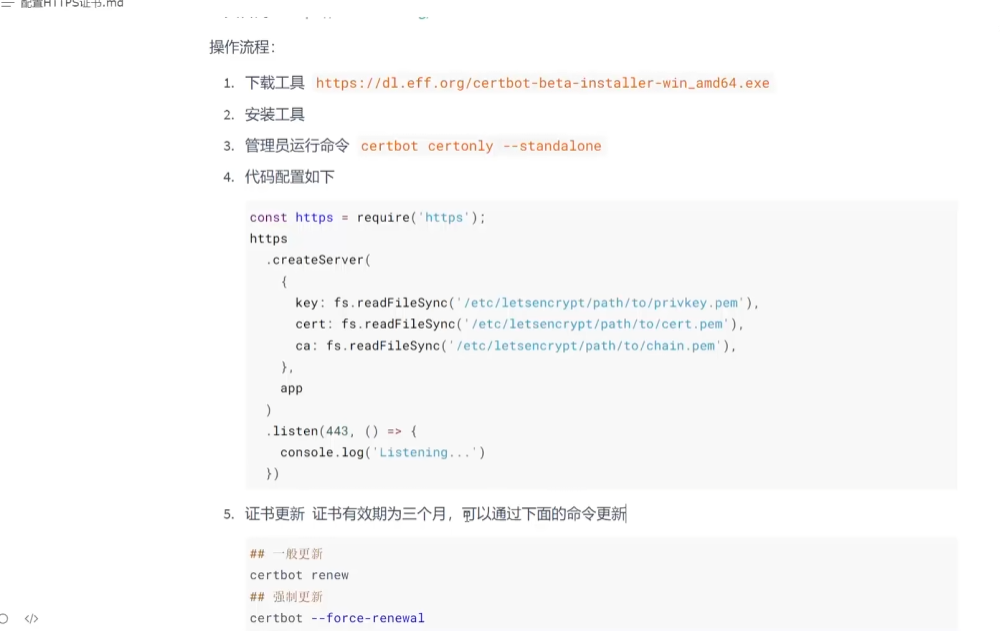 配置HTTPS证书.md
操作流程：
1. 下载工具 https://dl.eff.org/certbot-beta-installer-win_amd64.exe
2. 安装工具
3. 管理员运行命令 certbot certonly --standalone
4. 代码配置如下
const https = require('https');
https
.createServer(
{
key: fs.readFileSync('/etc/letsencrypt/path/to/privkey.pem'),
cert: fs.readFileSync('/etc/letsencrypt/path/to/cert.pem'),
ca: fs.readFileSync('/etc/letsencrypt/path/to/chain.pem'),
},
app
)
.listen(443, () => {
console.log('Listening...')
})
5. 证书更新 证书有效期为三个月，可以通过下面的命令更新
## 一般更新
certbot renew
## 强制更新
certbot --force-renewal